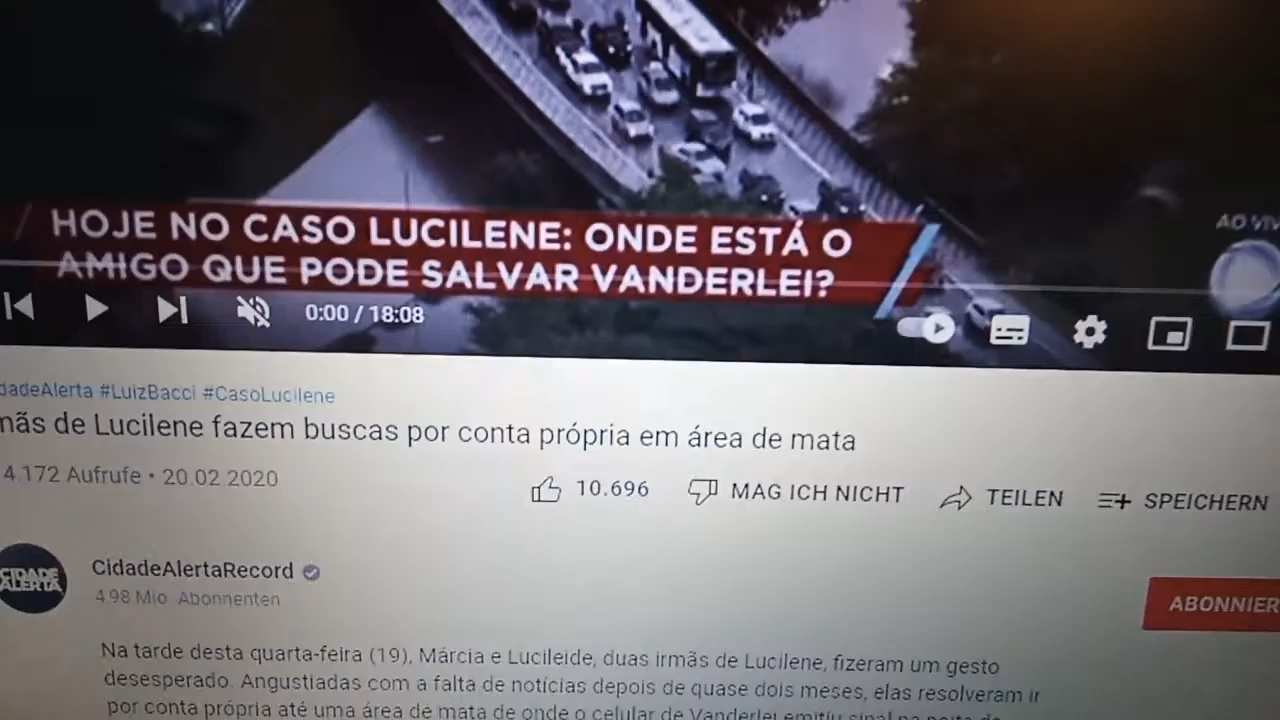 HOJE NO CASO LUCILENE: ONDE ESTÁ O
AMIGO QUE PODE SALVAR VANDERLEI?
AO VIV
0:00 / 18:08
dadeAlerta #LuizBacci #CasoLucilene
mãs de Lucilene fazem buscas por conta própria em área de mata
4.172 Aufrufe • 20.02.2020
10.696
MAG ICH NICHT
TEILEN
SPEICHERN
CIDADE
ALERTA
CidadeAlertaRecord
4.98 Mio. Abonnenten
ABONNIER
Na tarde desta quarta-feira (19), Márcia e Lucileide, duas irmãs de Lucilene, fizeram um gesto
desesperado. Angustiadas com a falta de notícias depois de quase dois meses, elas resolveram ir
por conta própria até uma área de mata de onde o celular de Vanderlei emitiu sinal na noite do